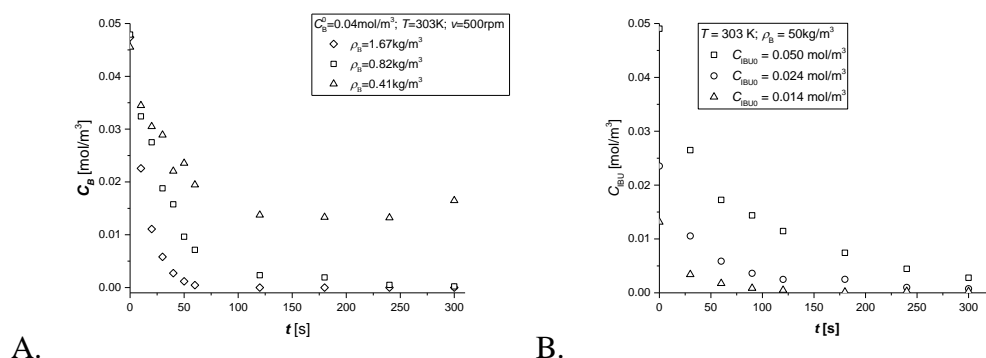 C_B^0=0.04mol/m³; T=303K; v=500rpm
ρ_B=1.67kg/m³
ρ_B=0.82kg/m³
ρ_B=0.41kg/m³
0.05
0.04
0.03
0.02
0.01
0.00
C_B [mol/m³]
0 50 100 150 200 250 300
t [s]
A.
T = 303 K; ρ_B = 50kg/m³
C_IBU0 = 0.050 mol/m³
C_IBU0 = 0.024 mol/m³
C_IBU0 = 0.014 mol/m³
0.05
0.04
0.03
0.02
0.01
0.00
C_IBU [mol/m³]
0 50 100 150 200 250 300
t [s]
B.